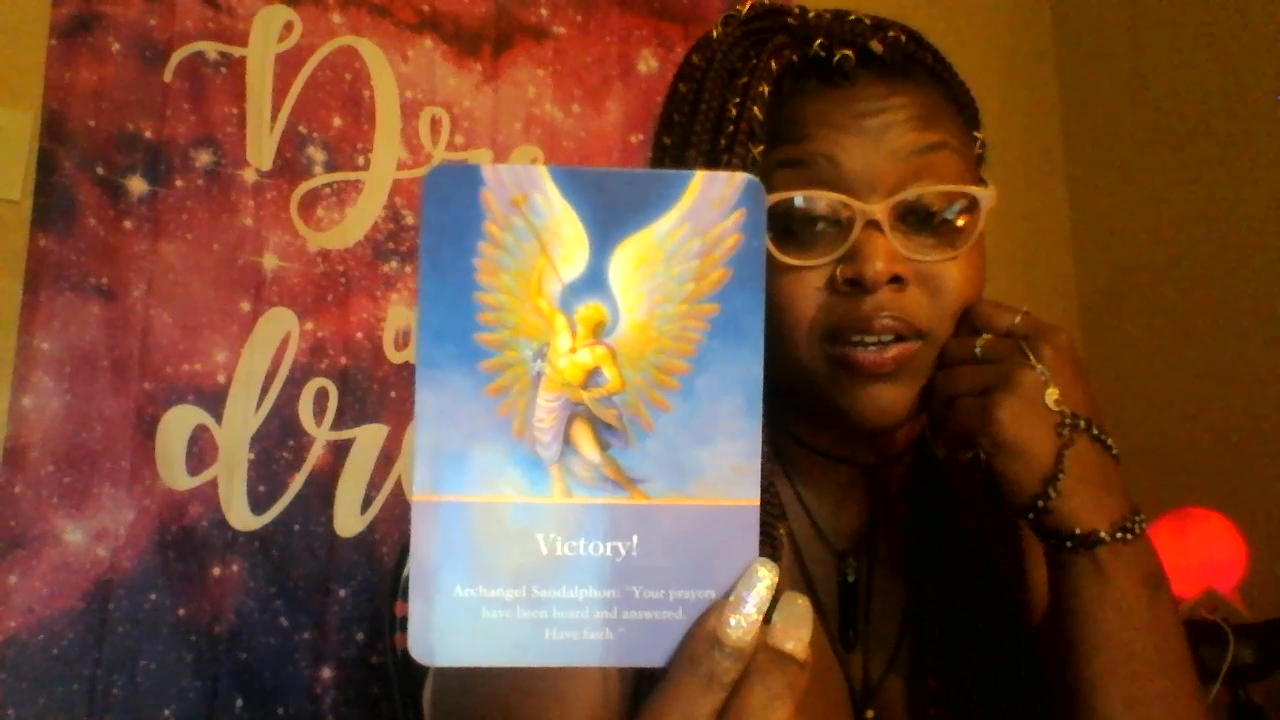 Victory!
Archangel Sandalphon: "Your prayers
have been heard and answered.
Have faith."